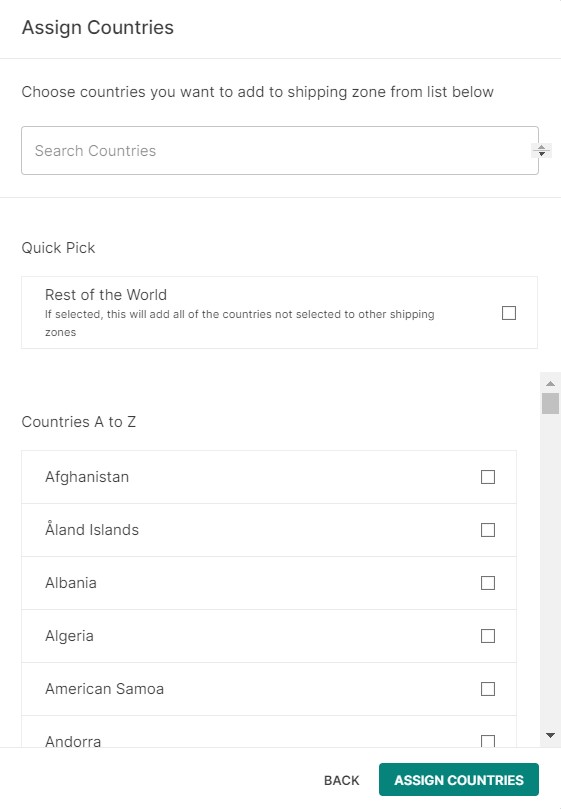 Assign Countries
Choose countries you want to add to shipping zone from list below
Search Countries
Quick Pick
Rest of the World
If selected, this will add all of the countries not selected to other shipping
zones
Countries A to Z
Afghanistan
Åland Islands
Albania
Algeria
American Samoa
Andorra
BACK
ASSIGN COUNTRIES